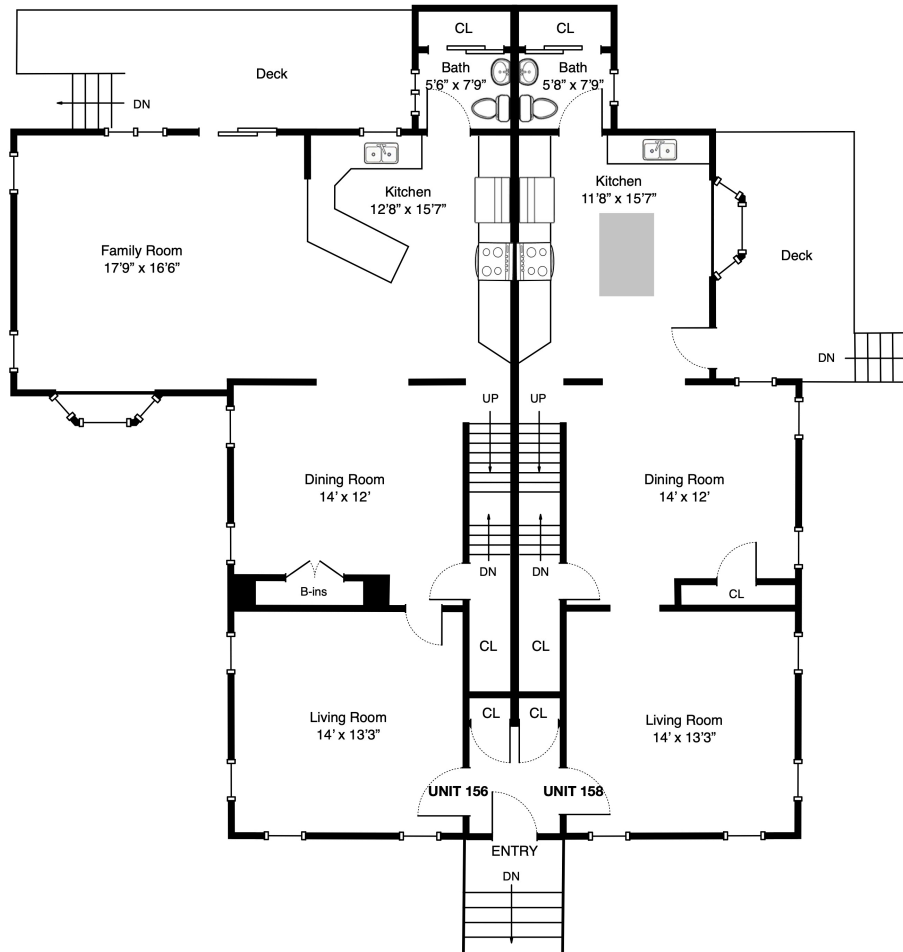 CL
CL
Bath
5'6" x 7'9"
Bath
5'8" x 7'9"
Deck
DN
Kitchen
12'8" x 15'7"
Kitchen
11'8" x 15'7"
Family Room
17'9" x 16'6"
Deck
DN
UP
UP
Dining Room
14' x 12'
Dining Room
14' x 12'
DN
DN
B-ins
CL
CL
CL
CL
CL
Living Room
14' x 13'3"
Living Room
14' x 13'3"
UNIT 156
UNIT 158
ENTRY
DN